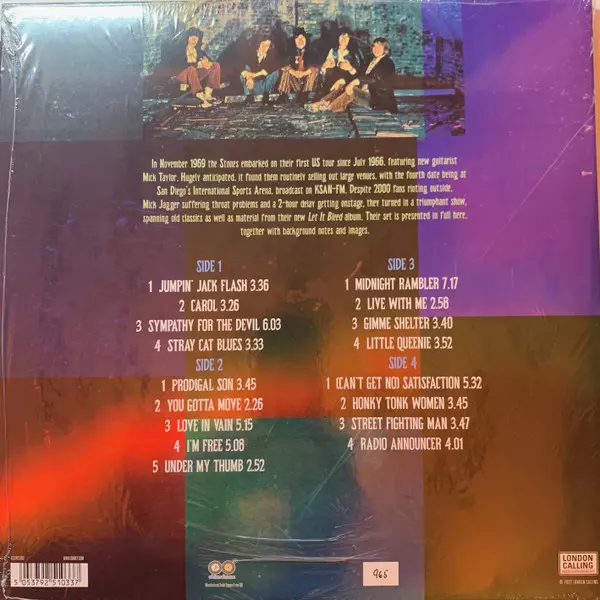 In November 1969 the Stones embarked on their first US tour since July 1966, featuring new guitarist
Mick Taylor. Hugely anticipated, it found them routinely selling out large venues, with the fourth date being at
San Diego's International Sports Arena, broadcast on KSAN-FM. Despite 2000 fans rioting outside,
Mick Jagger suffering throat problems and a 2-hour delay getting onstage, they turned in a triumphant show,
spanning old classics as well as material from their new Let It Bleed album. Their set is presented in full here,
together with background notes and images.
SIDE 1
1 JUMPIN' JACK FLASH 3.36
2 CAROL 3.26
3 SYMPATHY FOR THE DEVIL 6.03
4 STRAY CAT BLUES 3.33
SIDE 2
1 PRODIGAL SON 3.45
2 YOU GOTTA MOVE 2.26
3 LOVE IN VAIN 5.15
4 I'M FREE 5.08
5 UNDER MY THUMB 2.52
SIDE 3
1 MIDNIGHT RAMBLER 7.17
2 LIVE WITH ME 2.58
3 GIMME SHELTER 3.40
4 LITTLE QUEENIE 3.52
SIDE 4
1 (CAN'T GET NO) SATISFACTION 5.32
2 HONKY TONK WOMEN 3.45
3 STREET FIGHTING MAN 3.47
4 RADIO ANNOUNCER 4.01
5 053792 510337
965
LONDON
CALLING
© 2022 LONDON CALLING